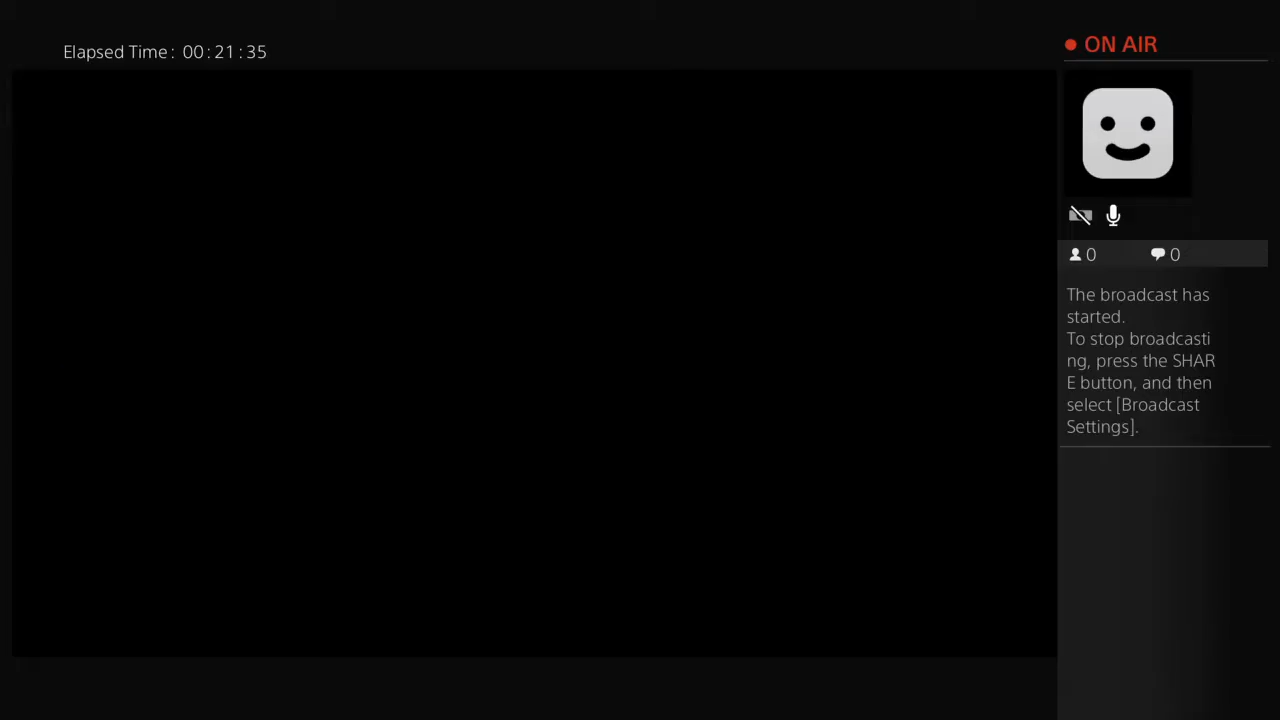 Elapsed Time: 00:21:35
ON AIR
0 0
The broadcast has
started.
To stop broadcasti
ng, press the SHAR
E button, and then
select [Broadcast
Settings].